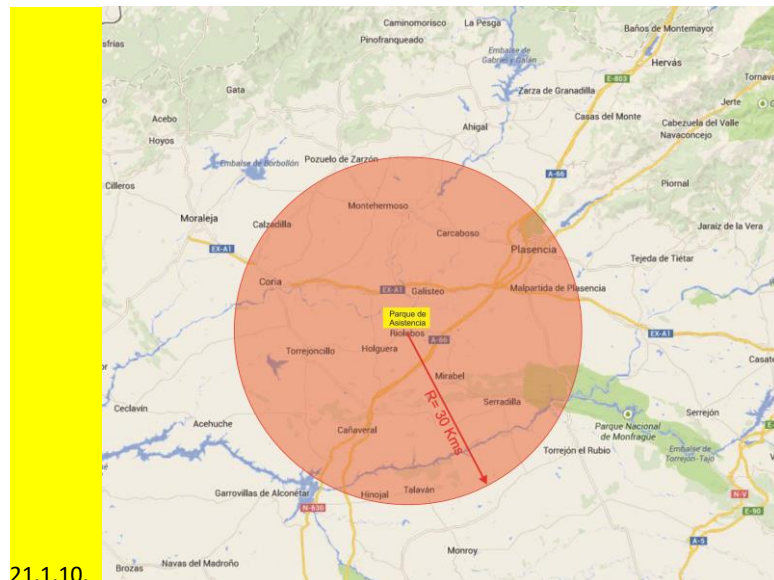 Caminomorisco
La Pesga
Baños de Montemayor
Pinofranqueado
sfrías
Embalse de
Gabriel y Galán
Hervás
E-803
Gata
Zarza de Granadilla
Tornava
Jerte
Acebo
Casas del Monte
Cabezuela del Valle
Hoyos
Ahigal
Navaconcejo
Embalse de Borbollón
Pozuelo de Zarzón
A-66
Cilleros
Piornal
Montehermoso
Moraleja
Calzadilla
Carcaboso
Jaraiz de la Vera
EX-A1
Plasencia
Tejeda de Tiétar
Coria
EX-A1
Galisteo
Malpartida de Plasencia
Parque de
Asistencia
Riolobos
A-66
EX-A1
Torrejoncillo
Holguera
Casate
Mirabel
Ceclavín
Serradilla
Acehuche
Serrejón
Cañaveral
R= 30 Kms
Parque Nacional
de Monfragüe
Torrejón el Rubio
Embalse de
Torrejón-Tajo
Garrovillas de Alconétar
Hinojal
Talaván
N-630
N-V
E-90
A-5
Monroy
Brozas
Navas del Madroño
21.1.10.